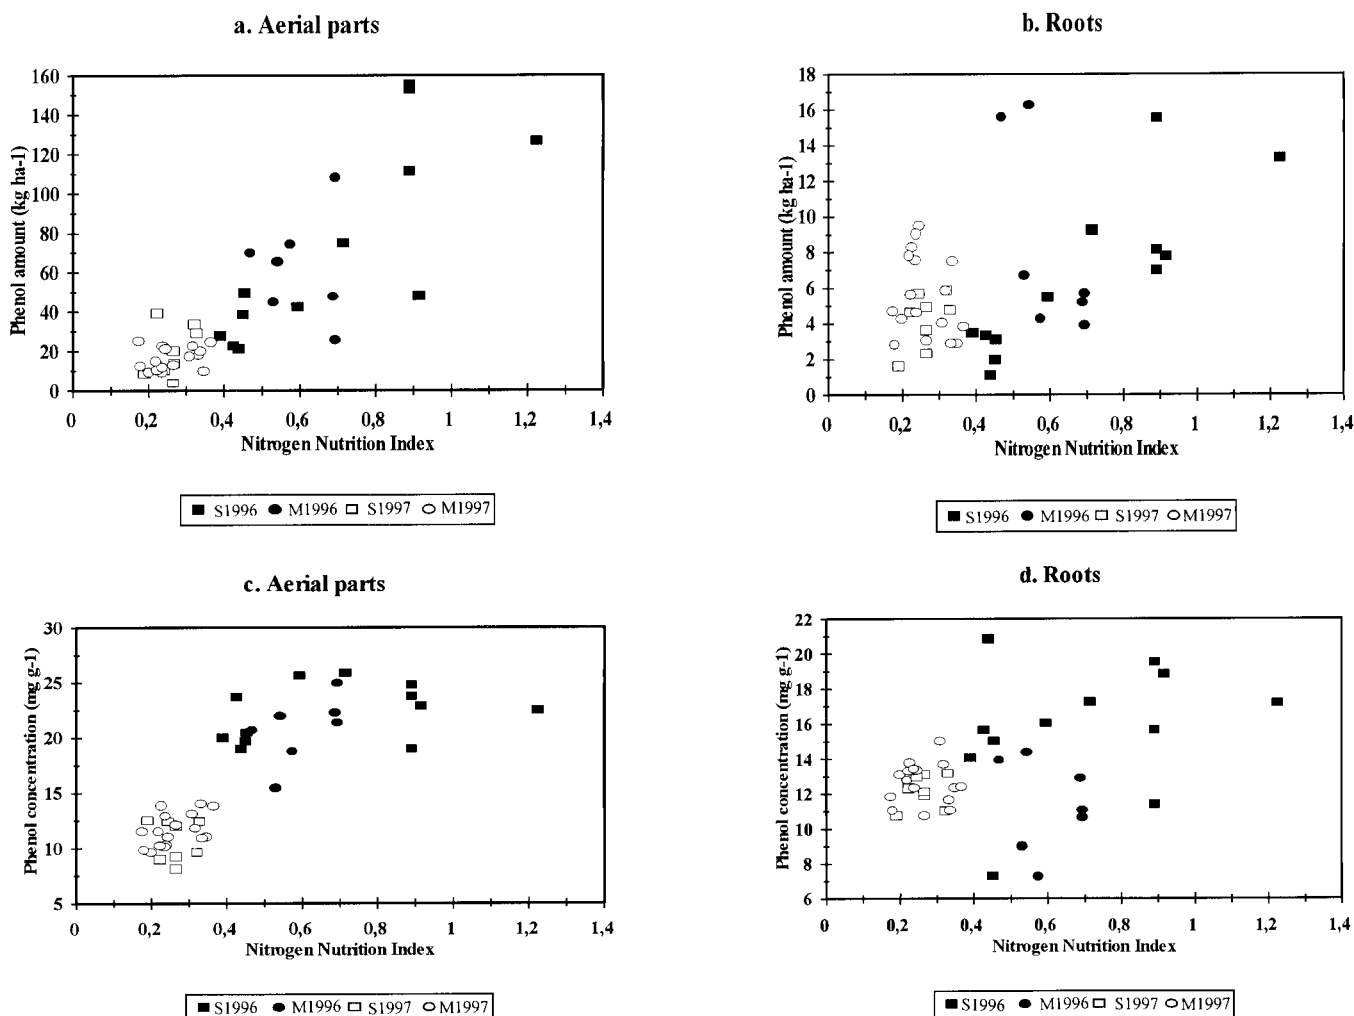 a. Aerial parts
160
140
120
100
80
60
40
20
0
Phenol amount (kg ha-1)
0 0,2 0,4 0,6 0,8 1 1,2 1,4
Nitrogen Nutrition Index
S1996 M1996 S1997 M1997
b. Roots
18
16
14
12
10
8
6
4
2
0
Phenol amount (kg ha-1)
0 0,2 0,4 0,6 0,8 1 1,2 1,4
Nitrogen Nutrition Index
S1996 M1996 S1997 M1997
c. Aerial parts
30
25
20
15
10
5
Phenol concentration (mg g-1)
0 0,2 0,4 0,6 0,8 1 1,2 1,4
Nitrogen Nutrition Index
S1996 M1996 S1997 M1997
d. Roots
22
20
18
16
14
12
10
8
6
Phenol concentration (mg g-1)
0 0,2 0,4 0,6 0,8 1 1,2 1,4
Nitrogen Nutrition Index
S1996 M1996 S1997 M1997